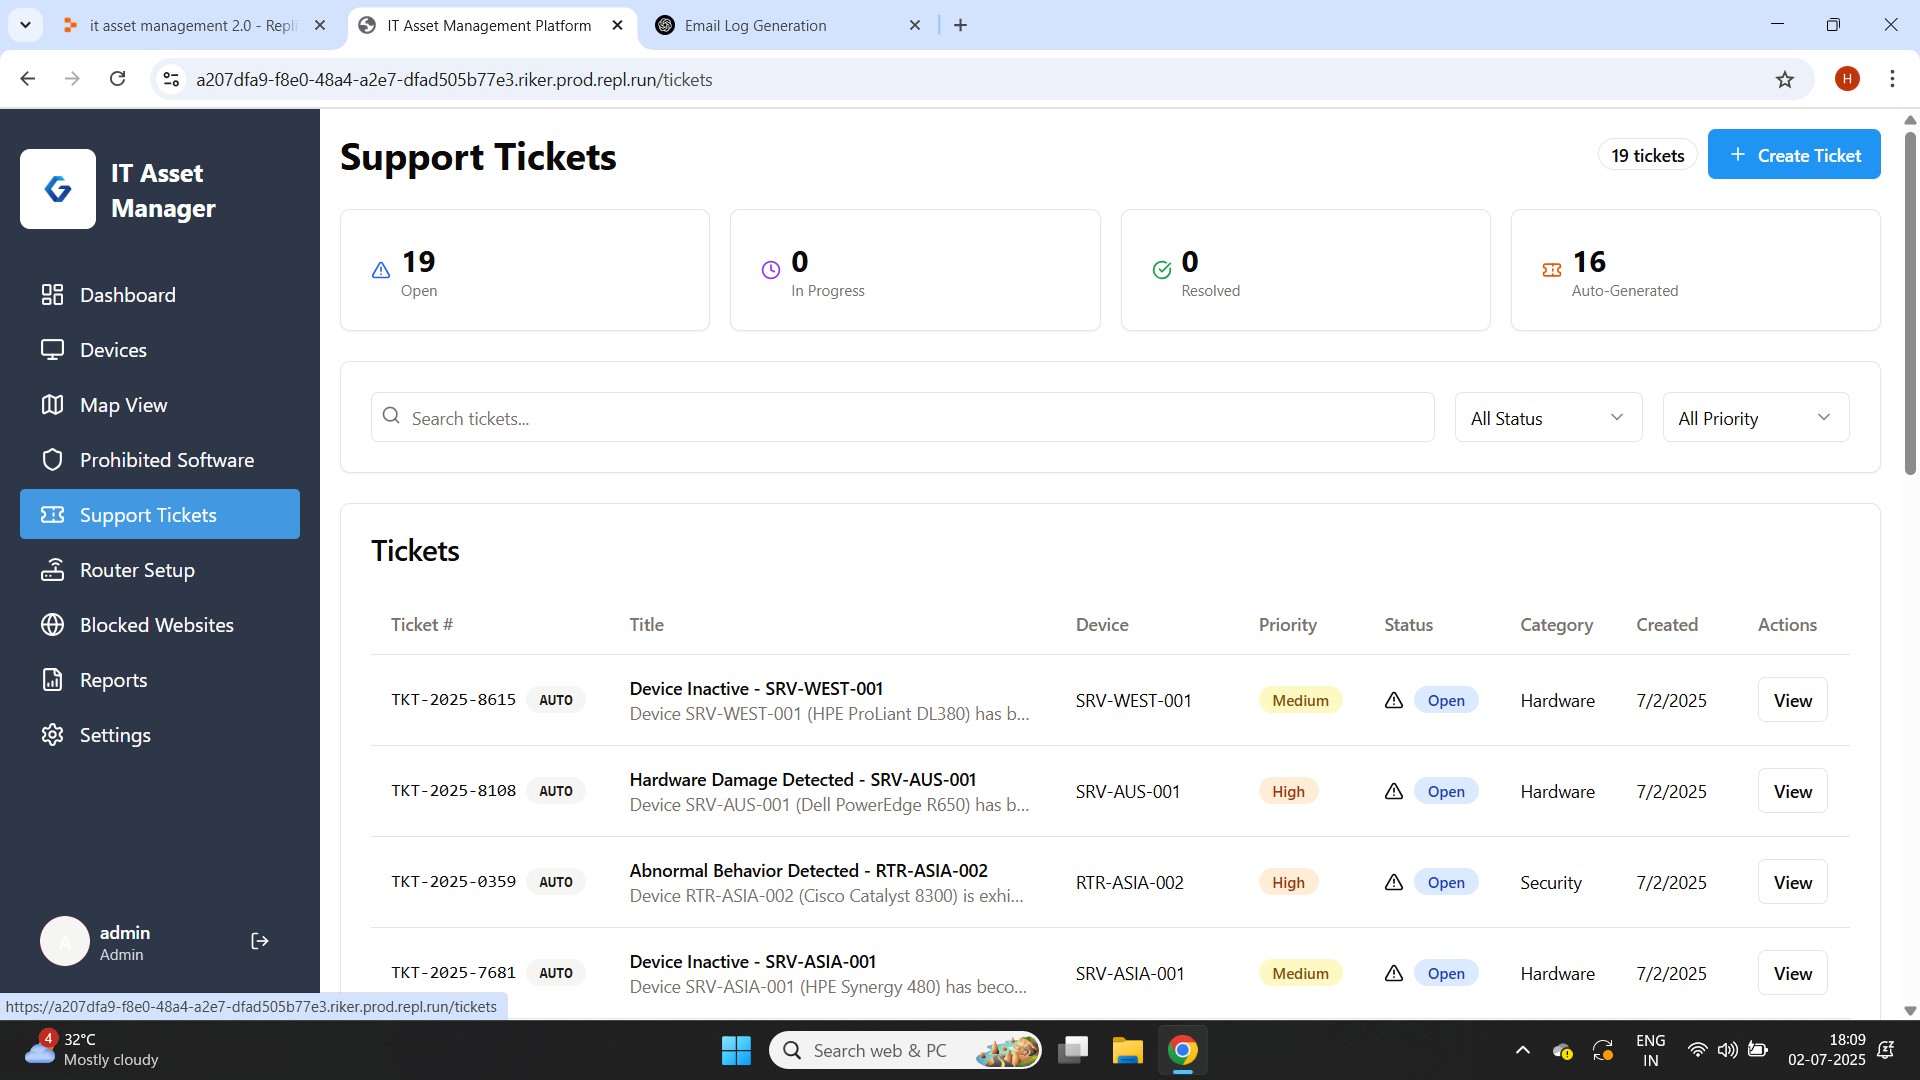 it asset management 2.0 - Repli
IT Asset Management Platform
Email Log Generation
a207dfa9-f8e0-48a4-a2e7-dfad505b77e3.riker.prod.repl.run/tickets
H
IT Asset
Manager
Dashboard
Devices
Map View
Prohibited Software
Support Tickets
Router Setup
Blocked Websites
Reports
Settings
A
admin
Admin
https://a207dfa9-f8e0-48a4-a2e7-dfad505b77e3.riker.prod.repl.run/tickets
Support Tickets
19 tickets
Create Ticket
19
Open
0
In Progress
0
Resolved
16
Auto-Generated
Search tickets...
All Status
All Priority
Tickets
Ticket # Title Device Priority Status Category Created Actions
TKT-2025-8615 AUTO Device Inactive - SRV-WEST-001 SRV-WEST-001 Medium Open Hardware 7/2/2025 View
Device SRV-WEST-001 (HPE ProLiant DL380) has b...
TKT-2025-8108 AUTO Hardware Damage Detected - SRV-AUS-001 SRV-AUS-001 High Open Hardware 7/2/2025 View
Device SRV-AUS-001 (Dell PowerEdge R650) has b...
TKT-2025-0359 AUTO Abnormal Behavior Detected - RTR-ASIA-002 RTR-ASIA-002 High Open Security 7/2/2025 View
Device RTR-ASIA-002 (Cisco Catalyst 8300) is exhi...
TKT-2025-7681 AUTO Device Inactive - SRV-ASIA-001 SRV-ASIA-001 Medium Open Hardware 7/2/2025 View
Device SRV-ASIA-001 (HPE Synergy 480) has beco...
4
32°C
Mostly cloudy
Search web & PC
ENG
IN
18:09
02-07-2025